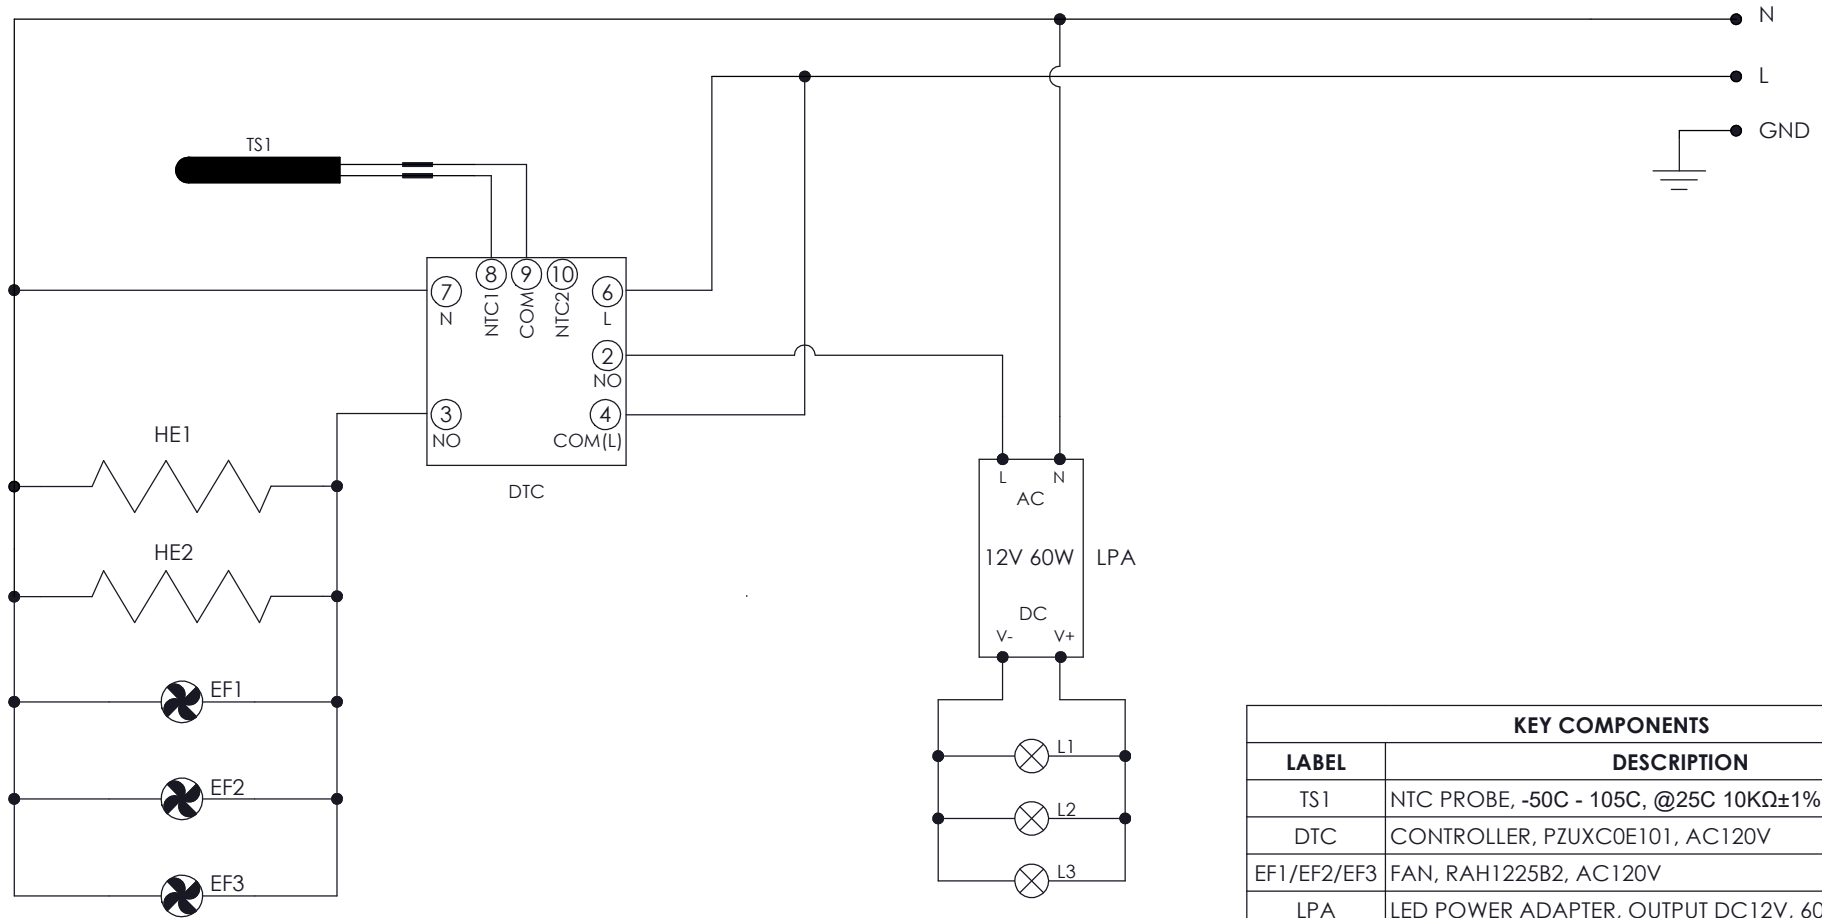 N
L
GND
TS1
8 9 10
7 6
N NTC1 COM NTC2 L
2
NO
3 4
NO COM(L)
HE1
DTC
L N
AC
HE2
12V 60W LPA
DC
V- V+
EF1
L1
EF2
L2
EF3
L3
KEY COMPONENTS
LABEL DESCRIPTION
TS1 NTC PROBE, -50C - 105C, @25C 10KΩ±1%
DTC CONTROLLER, PZUXC0E101, AC120V
EF1/EF2/EF3 FAN, RAH1225B2, AC120V
LPA LED POWER ADAPTER, OUTPUT DC12V, 60